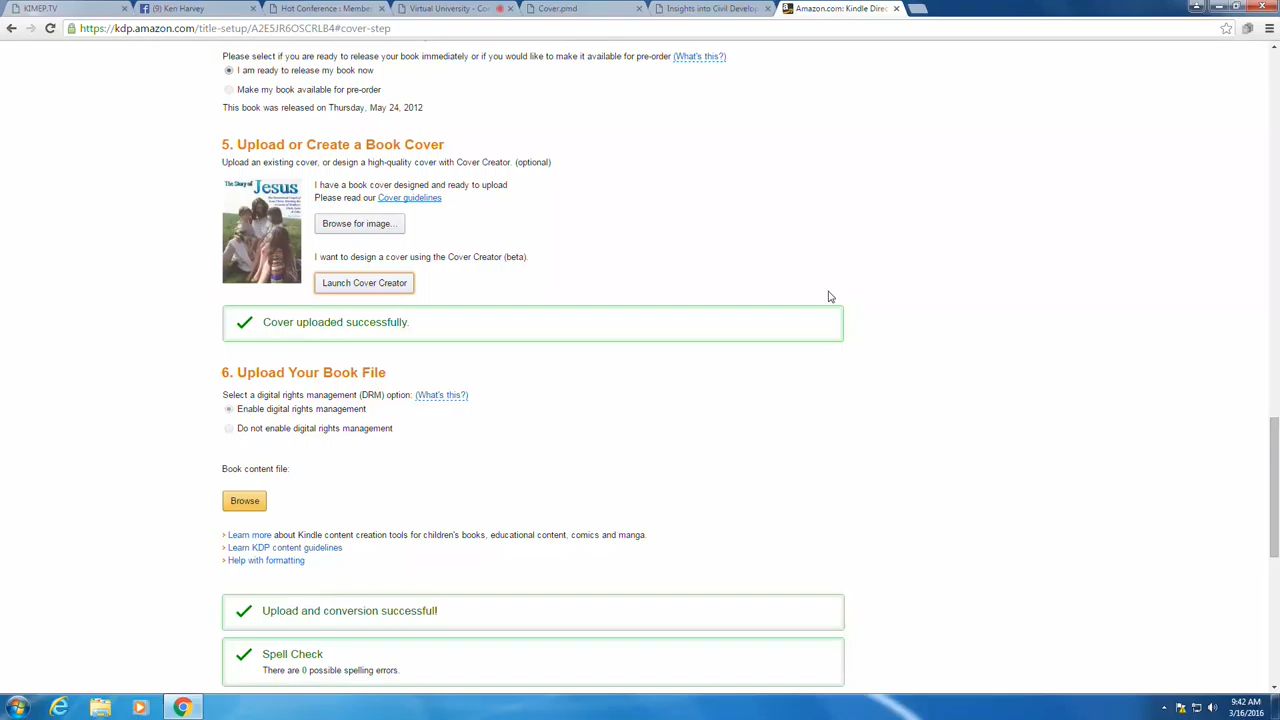 KIMEP.TV
(9) Ken Harvey
Hot Conference : Membe
Virtual University - Co
Cover.pmd
Insights into Civil Develop
Amazon.com: Kindle Direc
https://kdp.amazon.com/title-setup/A2E5JR6OSCRLB4#cover-step
Please select if you are ready to release your book immediately or if you would like to make it available for pre-order (What's this?)
I am ready to release my book now
Make my book available for pre-order
This book was released on Thursday, May 24, 2012
5. Upload or Create a Book Cover
Upload an existing cover, or design a high-quality cover with Cover Creator. (optional)
The Story of
Jesus
I have a book cover designed and ready to upload
Please read our Cover guidelines
Browse for image...
I want to design a cover using the Cover Creator (beta).
Launch Cover Creator
Cover uploaded successfully.
6. Upload Your Book File
Select a digital rights management (DRM) option: (What's this?)
Enable digital rights management
Do not enable digital rights management
Book content file:
Browse
› Learn more about Kindle content creation tools for children's books, educational content, comics and manga.
› Learn KDP content guidelines
› Help with formatting
Upload and conversion successful!
Spell Check
There are 0 possible spelling errors.
9:42 AM
3/16/2016